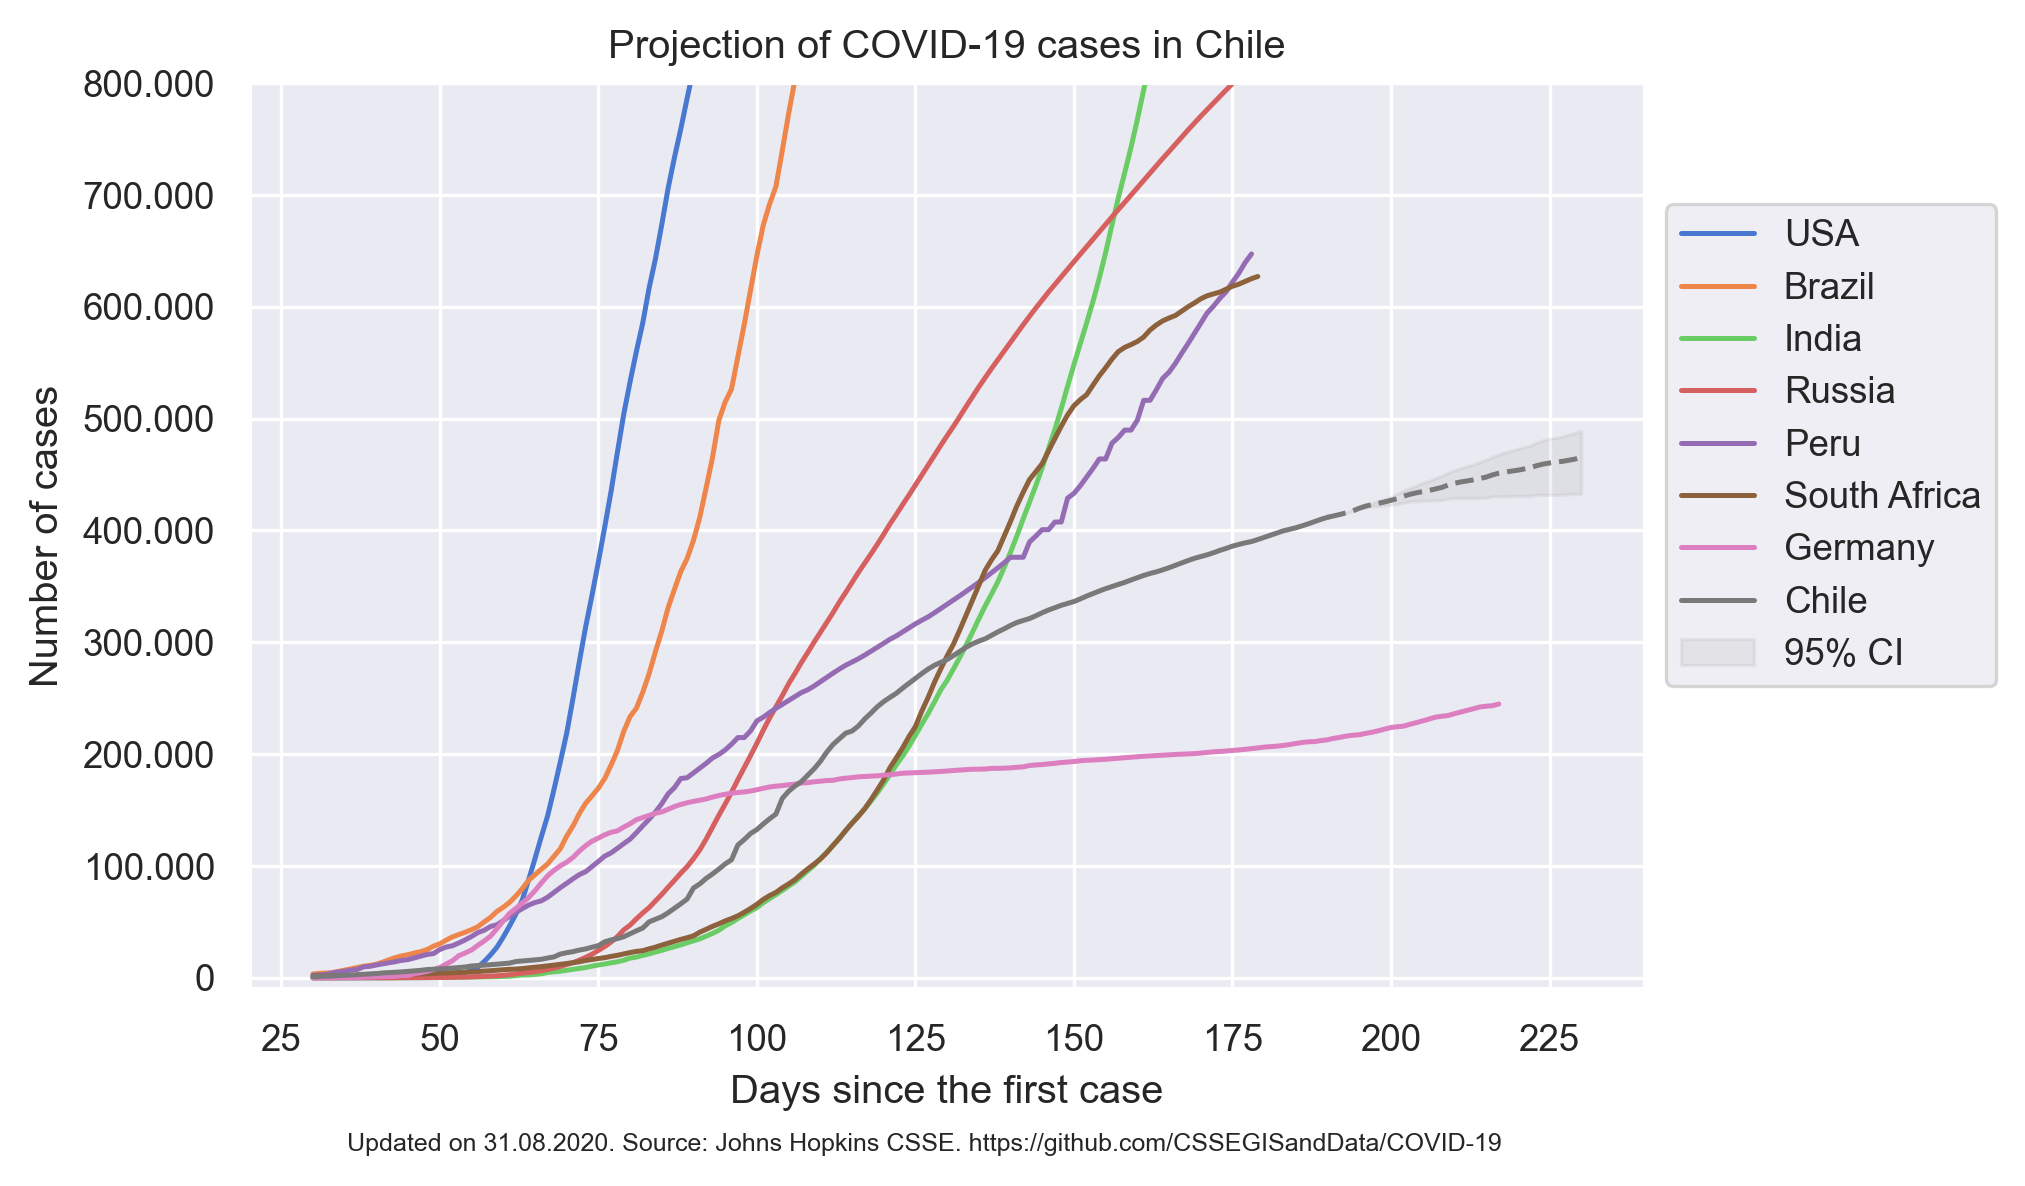 Projection of COVID-19 cases in Chile
800.000
700.000
600.000
500.000
400.000
300.000
200.000
100.000
0
Number of cases
25 50 75 100 125 150 175 200 225
Days since the first case
USA
Brazil
India
Russia
Peru
South Africa
Germany
Chile
95% CI
Updated on 31.08.2020. Source: Johns Hopkins CSSE. https://github.com/CSSEGISandData/COVID-19